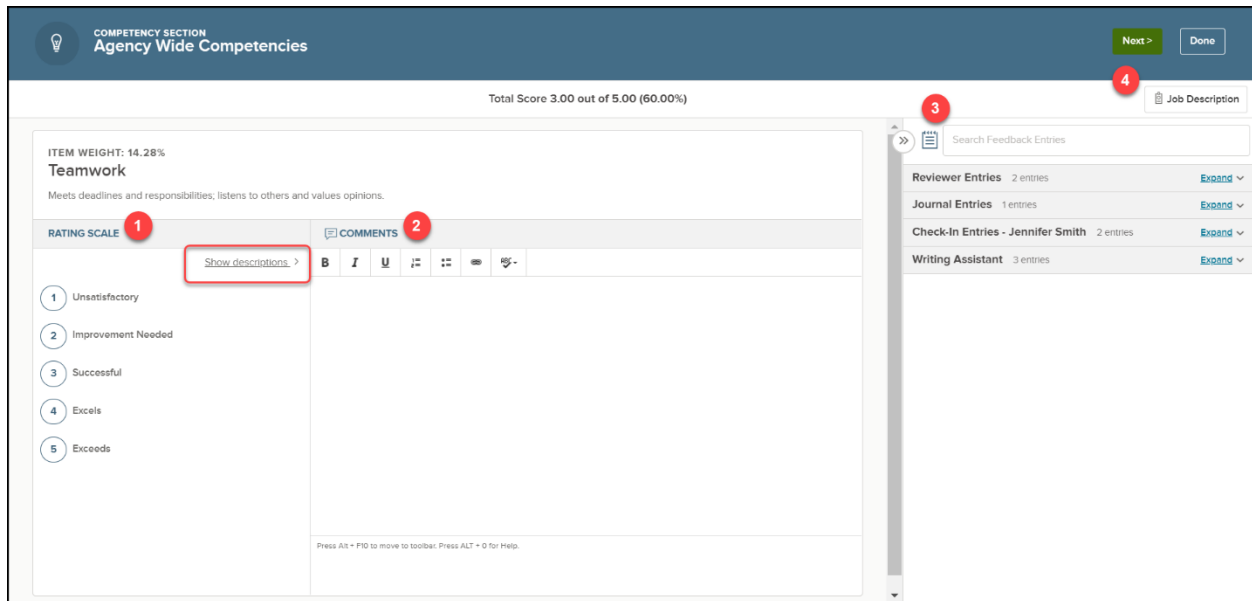 COMPETENCY SECTION
Agency Wide Competencies
Next >
Done
4
Total Score 3.00 out of 5.00 (60.00%)
Job Description
3
Search Feedback Entries
ITEM WEIGHT: 14.28%
Teamwork
Meets deadlines and responsibilities; listens to others and values opinions.
Reviewer Entries 2 entries Expand
Journal Entries 1 entries Expand
Check-In Entries - Jennifer Smith 2 entries Expand
Writing Assistant 3 entries Expand
RATING SCALE 1
COMMENTS 2
Show descriptions >
B I U
ABC
1 Unsatisfactory
2 Improvement Needed
3 Successful
4 Excels
5 Exceeds
Press Alt + F10 to move to toolbar. Press ALT + 0 for Help.